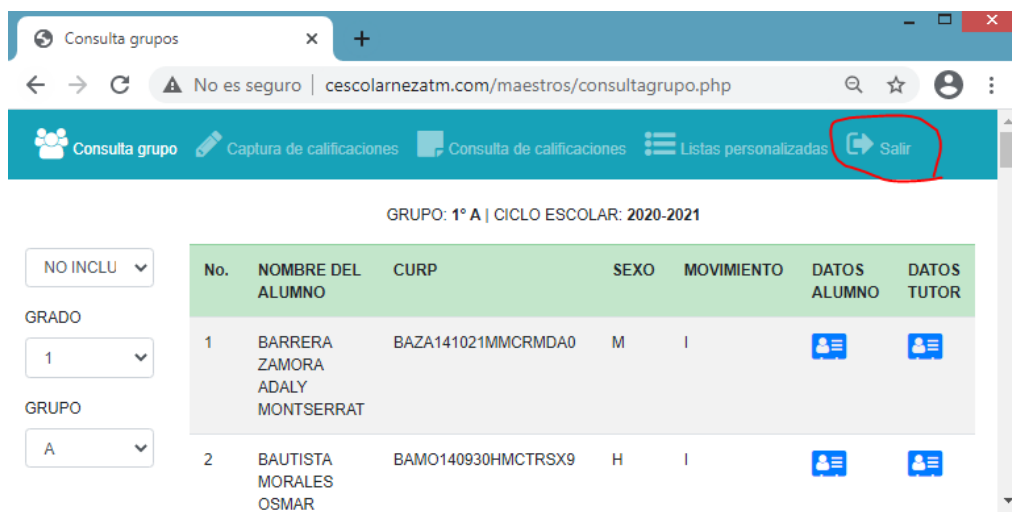 Consulta grupos
No es seguro | cescolarnezatm.com/maestros/consultagrupo.php
Consulta grupo Captura de calificaciones Consulta de calificaciones Listas personalizadas Salir
GRUPO: 1° A | CICLO ESCOLAR: 2020-2021
NO INCLU
GRADO
1
GRUPO
A
No. NOMBRE DEL CURP SEXO MOVIMIENTO DATOS DATOS
ALUMNO ALUMNO TUTOR
1 BARRERA BAZA141021MMCRMDA0 M I
ZAMORA
ADALY
MONTSERRAT
2 BAUTISTA BAMO140930HMCTRSX9 H I
MORALES
OSMAR